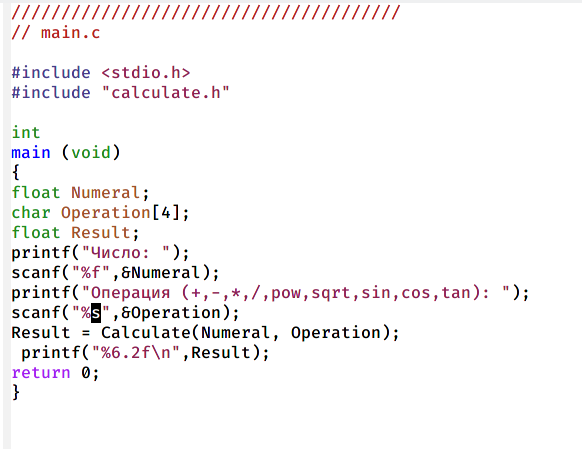 ///////////////////////////////////////
// main.c
#include <stdio.h>
#include "calculate.h"
int
main (void)
{
float Numeral;
char Operation[4];
float Result;
printf("Число: ");
scanf("%f",&Numeral);
printf("Операция (+,-,*,/,pow,sqrt,sin,cos,tan): ");
scanf("%s",&Operation);
Result = Calculate(Numeral, Operation);
 printf("%6.2f\n",Result);
return 0;
}